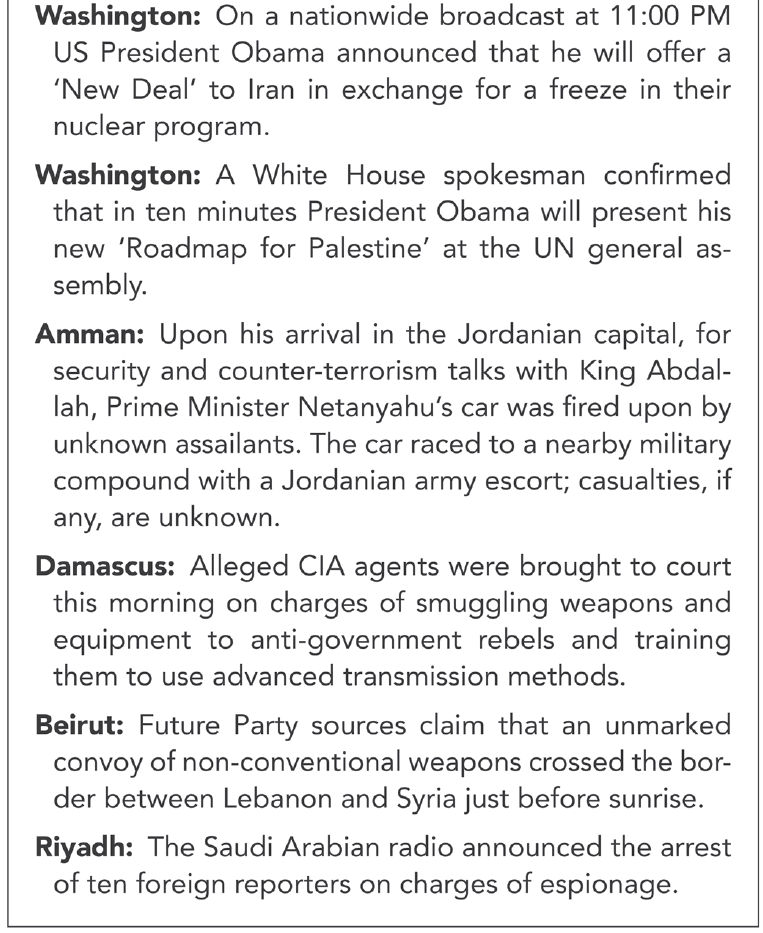 Washington: On a nationwide broadcast at 11:00 PM
US President Obama announced that he will offer a
‘New Deal’ to Iran in exchange for a freeze in their
nuclear program.
Washington: A White House spokesman confirmed
that in ten minutes President Obama will present his
new ‘Roadmap for Palestine’ at the UN general as-
sembly.
Amman: Upon his arrival in the Jordanian capital, for
security and counter-terrorism talks with King Abdal-
lah, Prime Minister Netanyahu’s car was fired upon by
unknown assailants. The car raced to a nearby military
compound with a Jordanian army escort; casualties, if
any, are unknown.
Damascus: Alleged CIA agents were brought to court
this morning on charges of smuggling weapons and
equipment to anti-government rebels and training
them to use advanced transmission methods.
Beirut: Future Party sources claim that an unmarked
convoy of non-conventional weapons crossed the bor-
der between Lebanon and Syria just before sunrise.
Riyadh: The Saudi Arabian radio announced the arrest
of ten foreign reporters on charges of espionage.